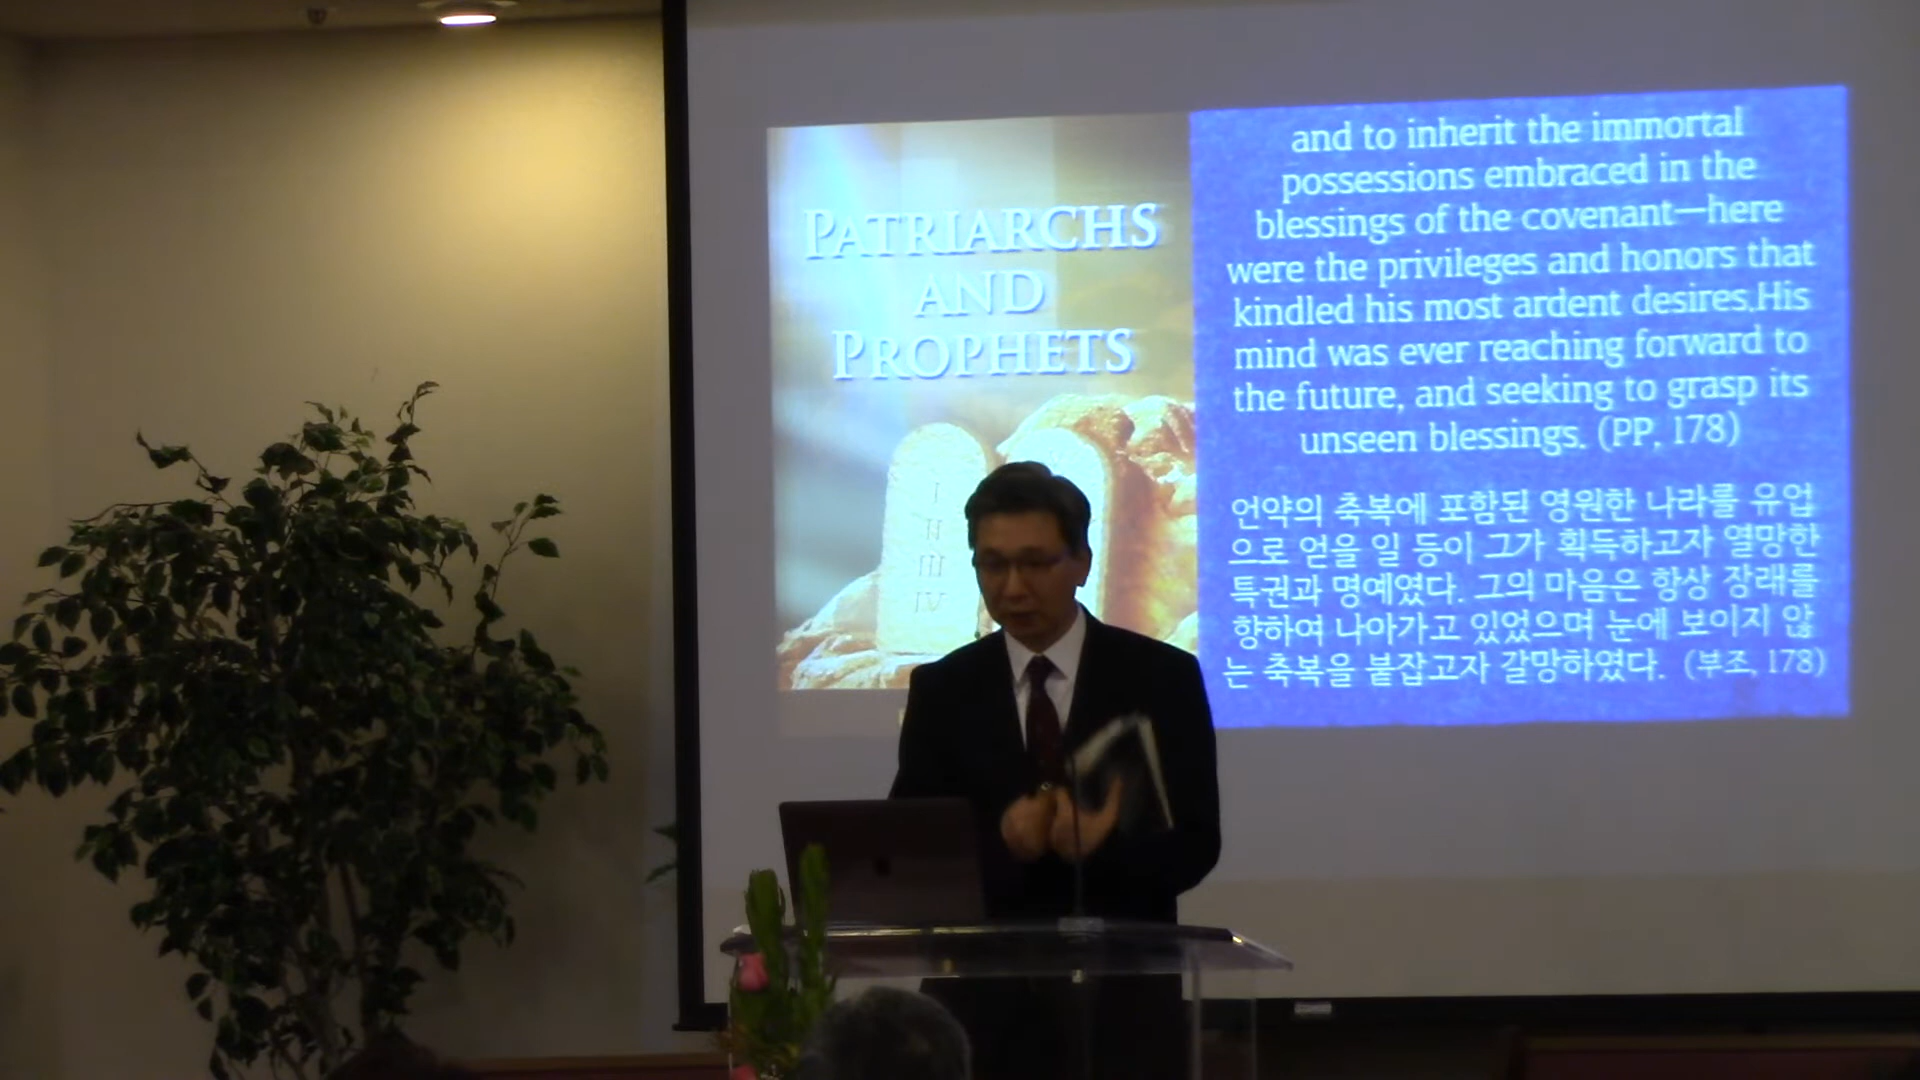 PATRIARCHS
AND
PROPHETS
I
II
III
IV
and to inherit the immortal
possessions embraced in the
blessings of the covenant—here
were the privileges and honors that
kindled his most ardent desires.His
mind was ever reaching forward to
the future, and seeking to grasp its
unseen blessings. (PP, 178)
언약의 축복에 포함된 영원한 나라를 유업
으로 얻을 일 등이 그가 획득하고자 열망한
특권과 명예였다. 그의 마음은 항상 장래를
향하여 나아가고 있었으며 눈에 보이지 않
는 축복을 붙잡고자 갈망하였다. (부조, 178)